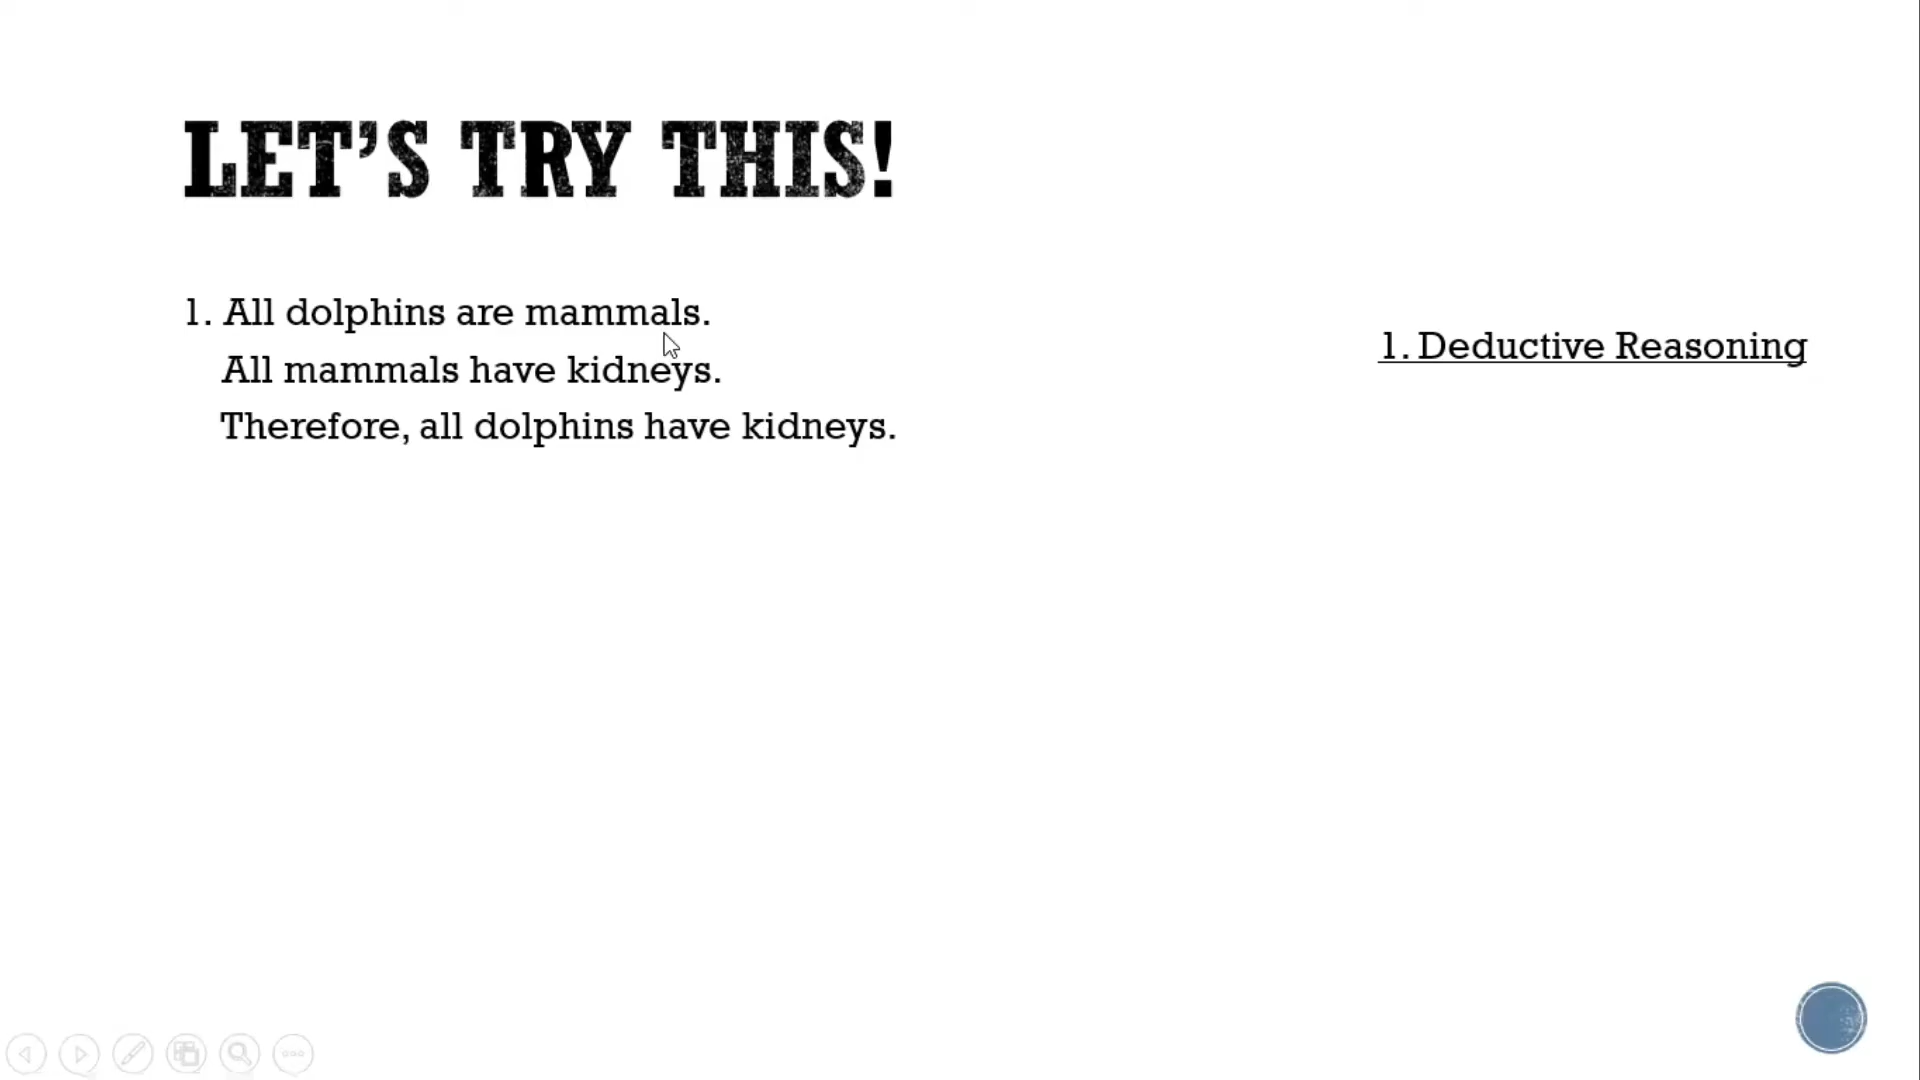 LET'S TRY THIS!
1. All dolphins are mammals.
All mammals have kidneys.
Therefore, all dolphins have kidneys.
1. Deductive Reasoning